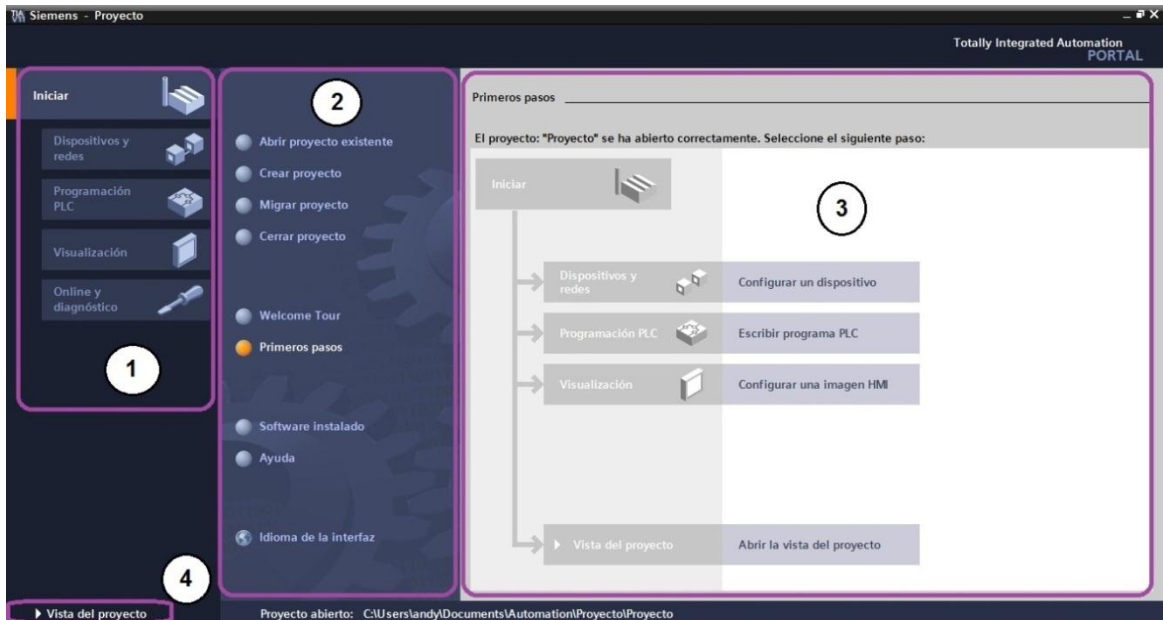 Siemens - Proyecto
Totally Integrated Automation
PORTAL
Iniciar
Dispositivos y
redes
Programación
PLC
Visualización
Online y
diagnóstico
1
2
Abrir proyecto existente
Crear proyecto
Migrar proyecto
Cerrar proyecto
Welcome Tour
Primeros pasos
Software instalado
Ayuda
Idioma de la interfaz
Primeros pasos
El proyecto: "Proyecto" se ha abierto correctamente. Seleccione el siguiente paso:
Iniciar
3
Dispositivos y
redes
Configurar un dispositivo
Programación PLC
Escribir programa PLC
Visualización
Configurar una imagen HMI
Vista del proyecto
Abrir la vista del proyecto
4
Vista del proyecto
Proyecto abierto: C:\Users\andy\Documents\Automation\Proyecto\Proyecto